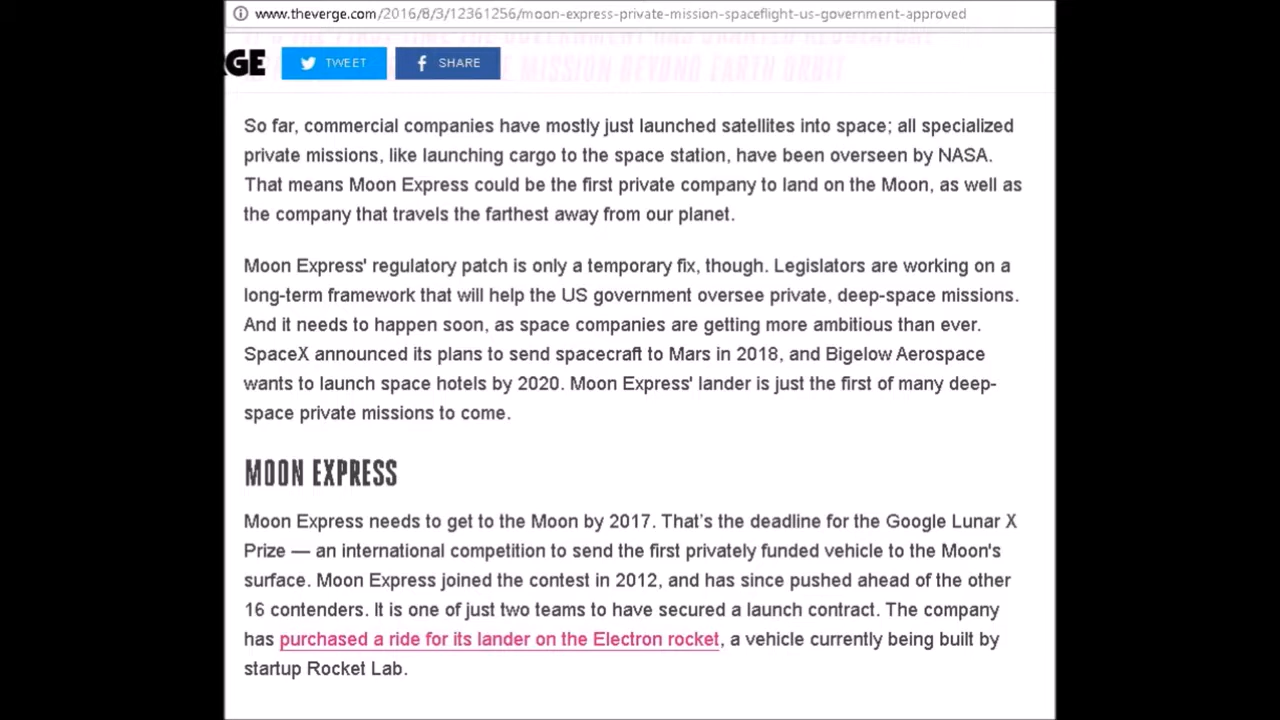 www.theverge.com/2016/8/3/12361256/moon-express-private-mission-spaceflight-us-government-approved
RGE TWEET SHARE MISSION BEYOND EARTH ORBIT
So far, commercial companies have mostly just launched satellites into space; all specialized
private missions, like launching cargo to the space station, have been overseen by NASA.
That means Moon Express could be the first private company to land on the Moon, as well as
the company that travels the farthest away from our planet.
Moon Express' regulatory patch is only a temporary fix, though. Legislators are working on a
long-term framework that will help the US government oversee private, deep-space missions.
And it needs to happen soon, as space companies are getting more ambitious than ever.
SpaceX announced its plans to send spacecraft to Mars in 2018, and Bigelow Aerospace
wants to launch space hotels by 2020. Moon Express' lander is just the first of many deep-
space private missions to come.
MOON EXPRESS
Moon Express needs to get to the Moon by 2017. That's the deadline for the Google Lunar X
Prize — an international competition to send the first privately funded vehicle to the Moon's
surface. Moon Express joined the contest in 2012, and has since pushed ahead of the other
16 contenders. It is one of just two teams to have secured a launch contract. The company
has purchased a ride for its lander on the Electron rocket, a vehicle currently being built by
startup Rocket Lab.